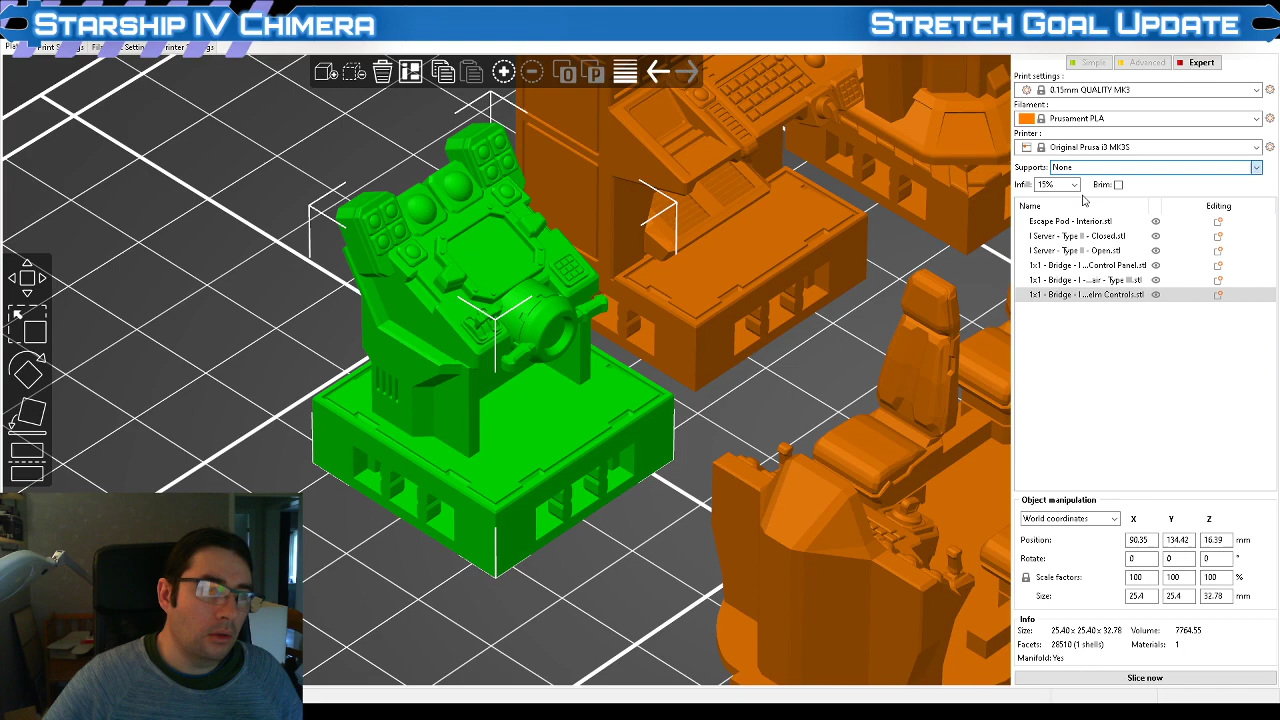 Starship IV Chimera
Stretch Goal Update
Simple
Advanced
Expert
Print settings :
0.15mm QUALITY MK3
Filament :
Prusament PLA
Printer :
Original Prusa i3 MK3S
Supports: None
Infill: 15% Brim:
Name Editing
Escape Pod - Interior.stl
I Server - Type II - Closed.stl
I Server - Type II - Open.stl
1x1 - Bridge - I ...Control Panel.stl
1x1 - Bridge - I -...air - Type III.stl
1x1 - Bridge - I ...elm Controls.stl
Object manipulation
World coordinates X Y Z
Position: 90.35 134.42 16.39 mm
Rotate: 0 0 0 °
Scale factors: 100 100 100 %
Size: 25.4 25.4 32.78 mm
Info
Size: 25.40 x 25.40 x 32.78 Volume: 7764.55
Facets: 28510 (1 shells) Materials: 1
Manifold: Yes
Slice now